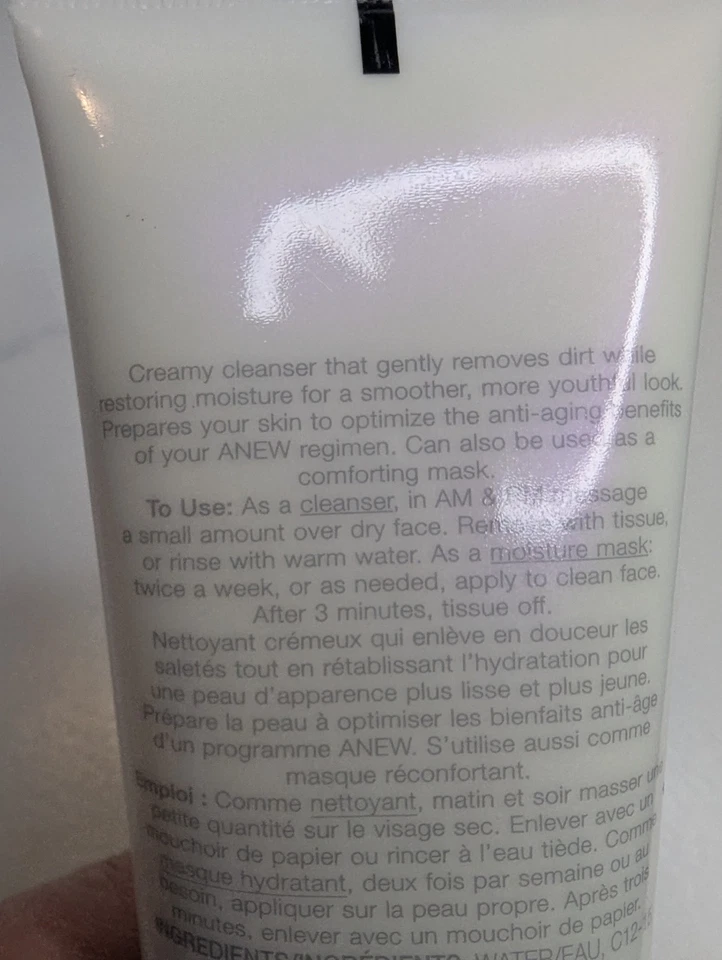 Creamy cleanser that gently removes dirt while
restoring moisture for a smoother, more youthful look.
Prepares your skin to optimize the anti-aging benefits
of your ANEW regimen. Can also be used as a
comforting mask.
To Use: As a cleanser, in AM & PM massage
a small amount over dry face. Remove with tissue,
or rinse with warm water. As a moisture mask:
twice a week, or as needed, apply to clean face.
After 3 minutes, tissue off.
Nettoyant crémeux qui enlève en douceur les
saletés tout en rétablissant l'hydratation pour
une peau d'apparence plus lisse et plus jeune.
Prépare la peau à optimiser les bienfaits anti-âge
d'un programme ANEW. S'utilise aussi comme
masque réconfortant.
Emploi : Comme nettoyant, matin et soir masser une
petite quantité sur le visage sec. Enlever avec un
mouchoir de papier ou rincer à l'eau tiède. Comme
masque hydratant, deux fois par semaine ou au
besoin, appliquer sur la peau propre. Après trois
minutes, enlever avec un mouchoir de papier.
INGREDIENTS/INGRÉDIENTS: WATER/EAU,